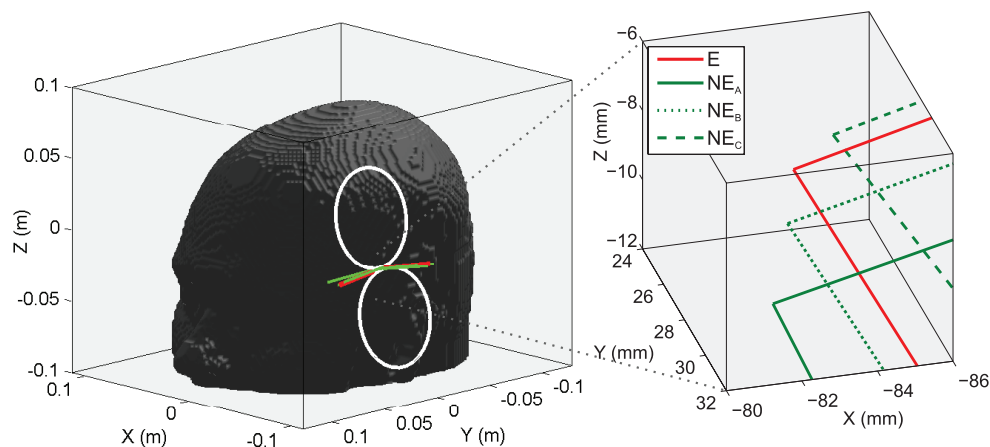 0.1
0.05
0
-0.05
-0.1
Z (m)
0.1
0
-0.1
X (m)
0.1
0.05
0
-0.05
-0.1
Y (m)
E
NE_A
NE_B
NE_C
−6
−8
−10
−12
Z (mm)
24
26
28
30
32
Y (mm)
−80
−82
−84
−86
X (mm)